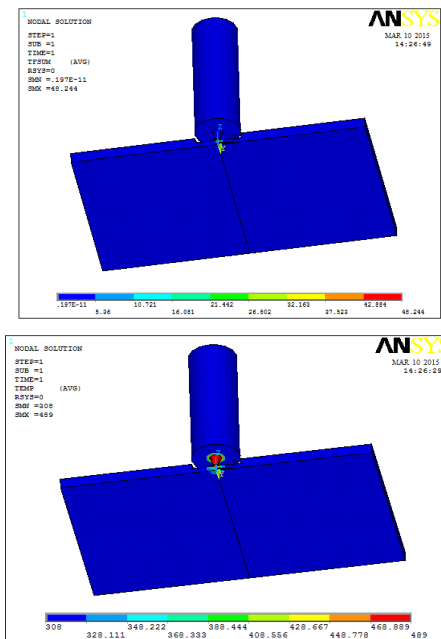 1
NODAL SOLUTION
ANSYS
STEP=1
SUB =1
TIME=1
TFSUM (AVG)
RSYS=0
SMN =.197E-11
SMX =48.244
MAR 10 2015
14:26:49
.197E-11 10.721 21.442 32.163 42.884
5.36 16.081 26.802 37.523 48.244
1
NODAL SOLUTION
ANSYS
STEP=1
SUB =1
TIME=1
TEMP (AVG)
RSYS=0
SMN =308
SMX =489
MAR 10 2015
14:26:29
308 348.222 388.444 428.667 468.889
328.111 368.333 408.556 448.778 489